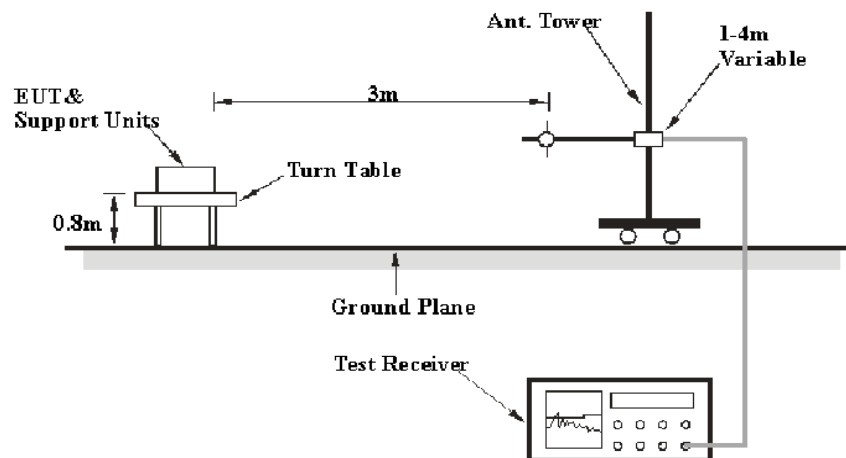 Ant. Tower
1-4m
Variable
3m
EUT&
Support Units
Turn Table
0.8m
Ground Plane
Test Receiver